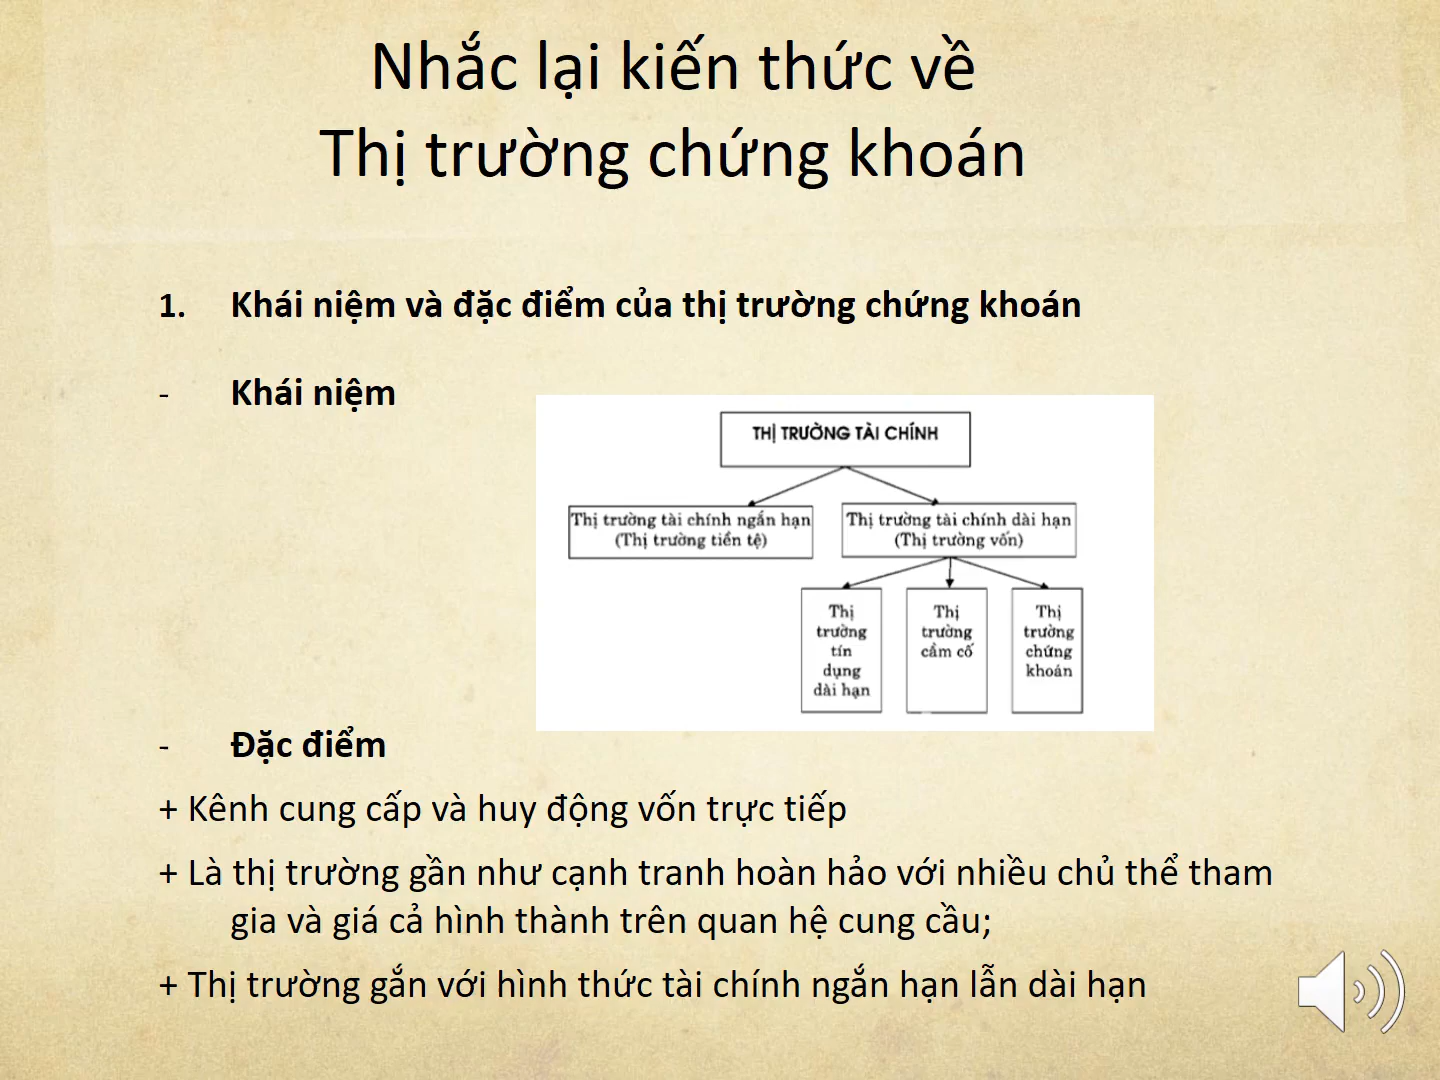 Nhắc lại kiến thức về
Thị trường chứng khoán
1. Khái niệm và đặc điểm của thị trường chứng khoán
- Khái niệm
THỊ TRƯỜNG TÀI CHÍNH
Thị trường tài chính ngắn hạn
(Thị trường tiền tệ)
Thị trường tài chính dài hạn
(Thị trường vốn)
Thị
trường
tín
dụng
dài hạn
Thị
trường
cầm cố
Thị
trường
chứng
khoán
- Đặc điểm
+ Kênh cung cấp và huy động vốn trực tiếp
+ Là thị trường gần như cạnh tranh hoàn hảo với nhiều chủ thể tham
gia và giá cả hình thành trên quan hệ cung cầu;
+ Thị trường gắn với hình thức tài chính ngắn hạn lẫn dài hạn